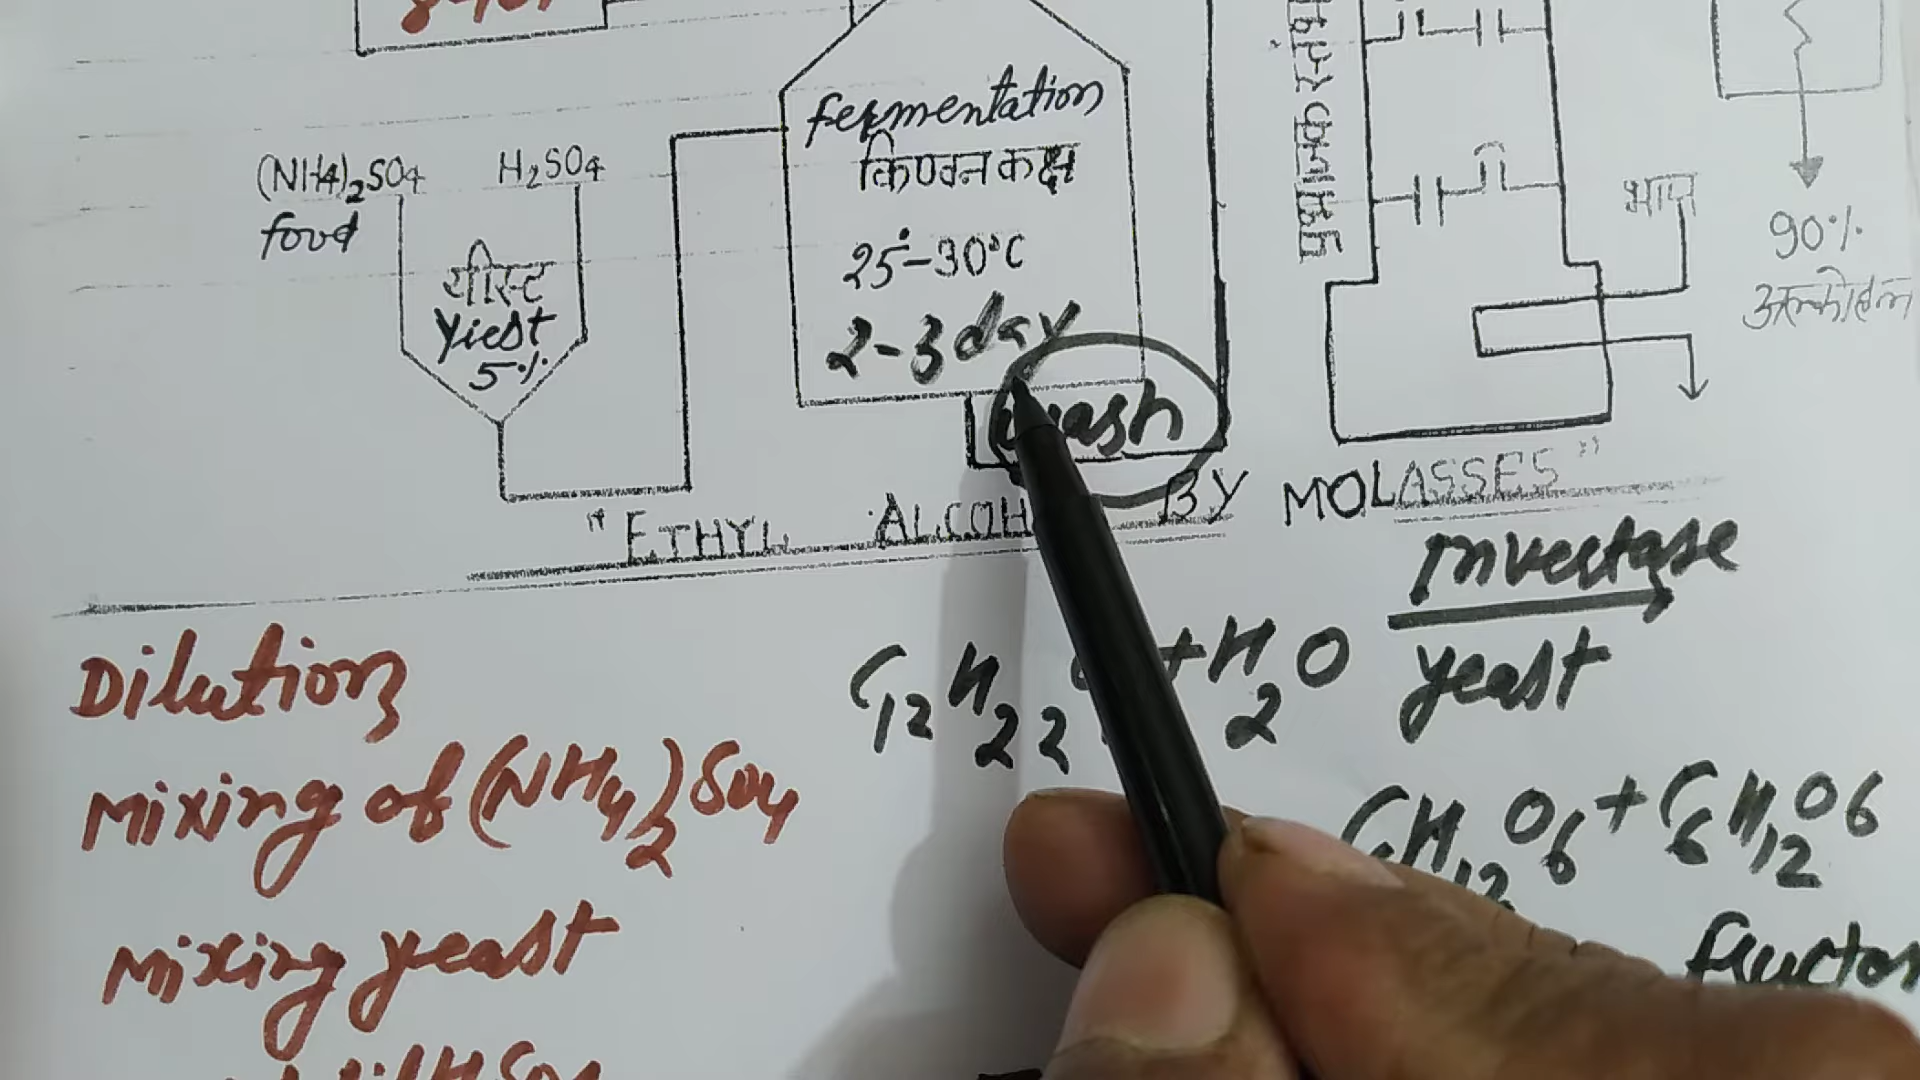 (NH4)2SO4
food
H2SO4
यीस्ट
Yiest
5%
fermentation
किण्वन कक्ष
25°-30°C
2-3 day
wash
भाप
90%
अल्कोहल
"ETHYL ALCOH BY MOLASSES"
Dilution
Mixing of (NH4)2SO4
Mixing yeast
C12H22 +H2O
Invertase
yeast
C6H12O6+C6H12O6